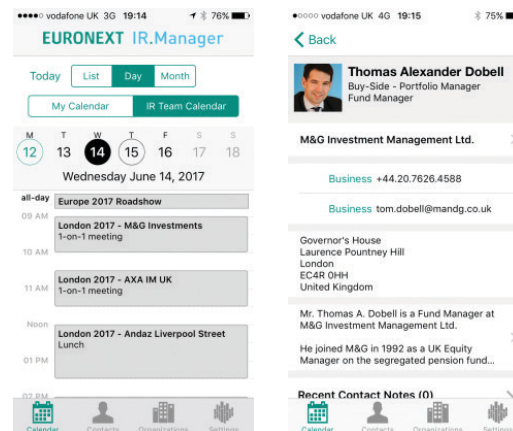 vodafone UK 3G 19:14 76%
EURONEXT IR.Manager
Today List Day Month
My Calendar IR Team Calendar
M T W T F S S
12 13 14 15 16 17 18
Wednesday June 14, 2017
all-day Europe 2017 Roadshow
09 AM
London 2017 - M&G Investments
1-on-1 meeting
10 AM
London 2017 - AXA IM UK
11 AM 1-on-1 meeting
Noon
London 2017 - Andaz Liverpool Street
Lunch
01 PM
02 PM
Calendar Contacts Organizations Settings
vodafone UK 4G 19:15 75%
Back
Thomas Alexander Dobell
Buy-Side - Portfolio Manager
Fund Manager
M&G Investment Management Ltd.
Business +44.20.7626.4588
Business tom.dobell@mandg.co.uk
Governor's House
Laurence Pountney Hill
London
EC4R 0HH
United Kingdom
Mr. Thomas A. Dobell is a Fund Manager at
M&G Investment Management Ltd.
He joined M&G in 1992 as a UK Equity
Manager on the segregated pension fund...
Recent Contact Notes (0)
Calendar Contacts Organizations Settings